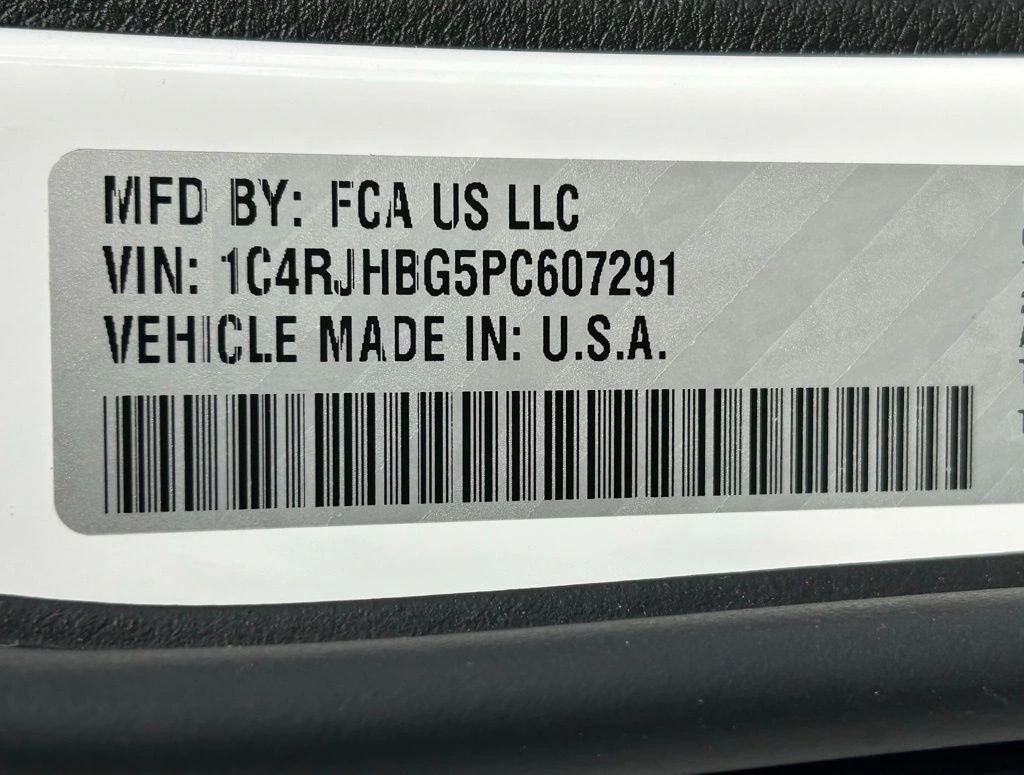 MFD BY: FCA US LLC
VIN: 1C4RJHBG5PC607291
VEHICLE MADE IN: U.S.A.